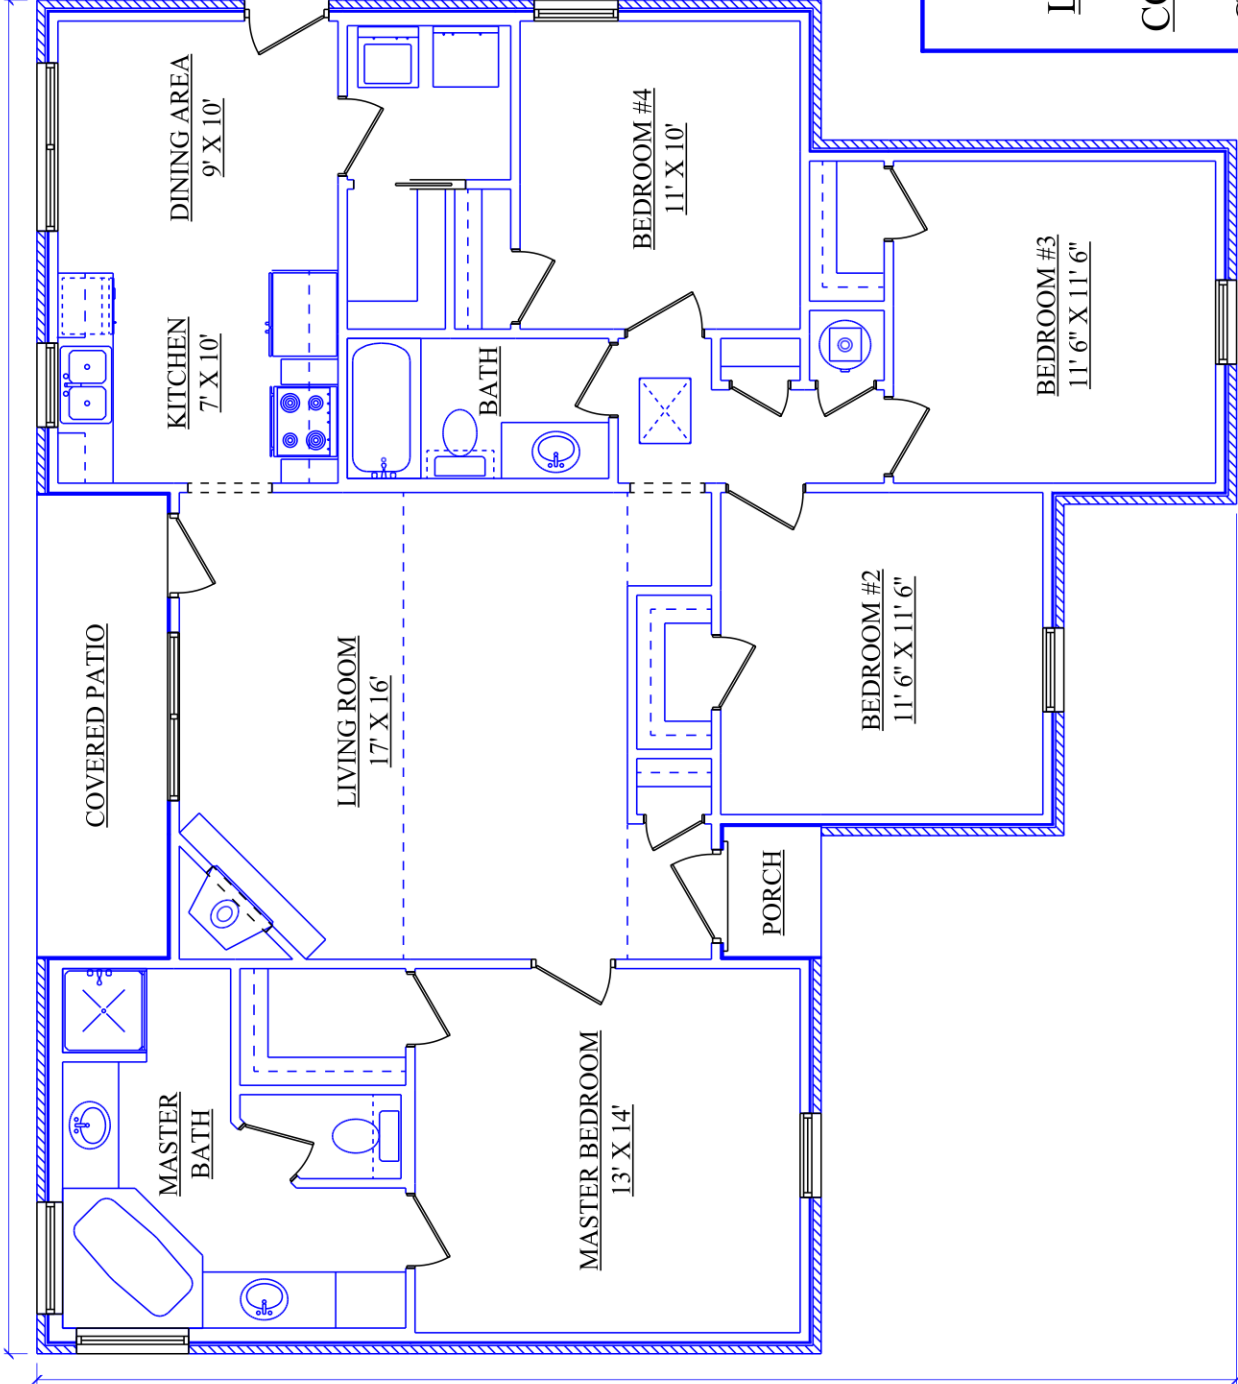 DINING AREA
9' X 10'
BEDROOM #4
11' X 10'
BEDROOM #3
11' 6" X 11' 6"
KITCHEN
7' X 10'
BATH
COVERED PATIO
LIVING ROOM
17' X 16'
BEDROOM #2
11' 6" X 11' 6"
PORCH
MASTER
BATH
MASTER BEDROOM
13' X 14'